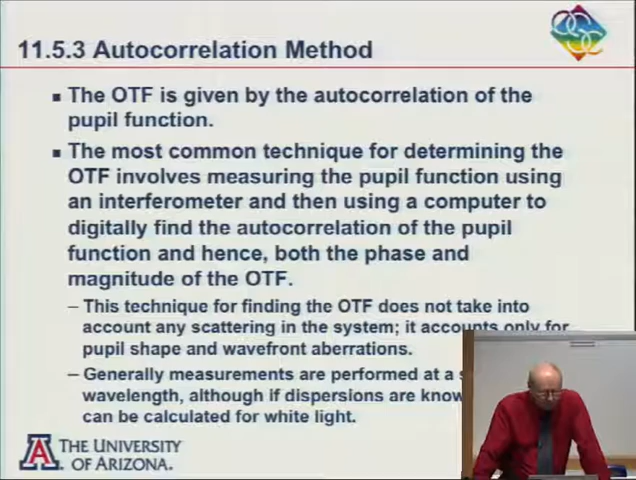 11.5.3 Autocorrelation Method
▪ The OTF is given by the autocorrelation of the
pupil function.
▪ The most common technique for determining the
OTF involves measuring the pupil function using
an interferometer and then using a computer to
digitally find the autocorrelation of the pupil
function and hence, both the phase and
magnitude of the OTF.
– This technique for finding the OTF does not take into
account any scattering in the system; it accounts only for
pupil shape and wavefront aberrations.
– Generally measurements are performed at a
wavelength, although if dispersions are know
can be calculated for white light.
A THE UNIVERSITY
OF ARIZONA.